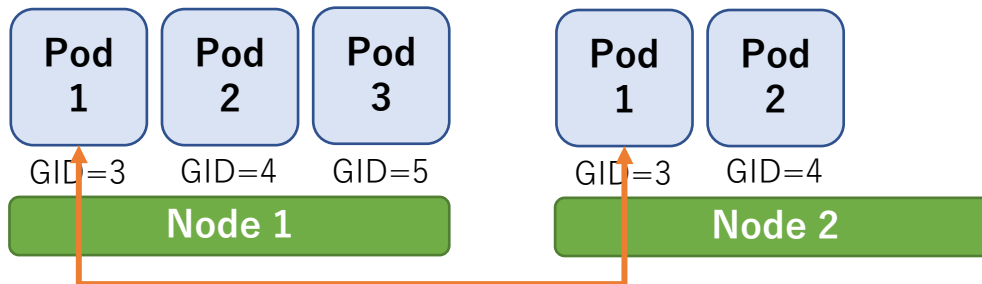 Pod
1
Pod
2
Pod
3
Pod
1
Pod
2
GID=3
GID=4
GID=5
GID=3
GID=4
Node 1
Node 2